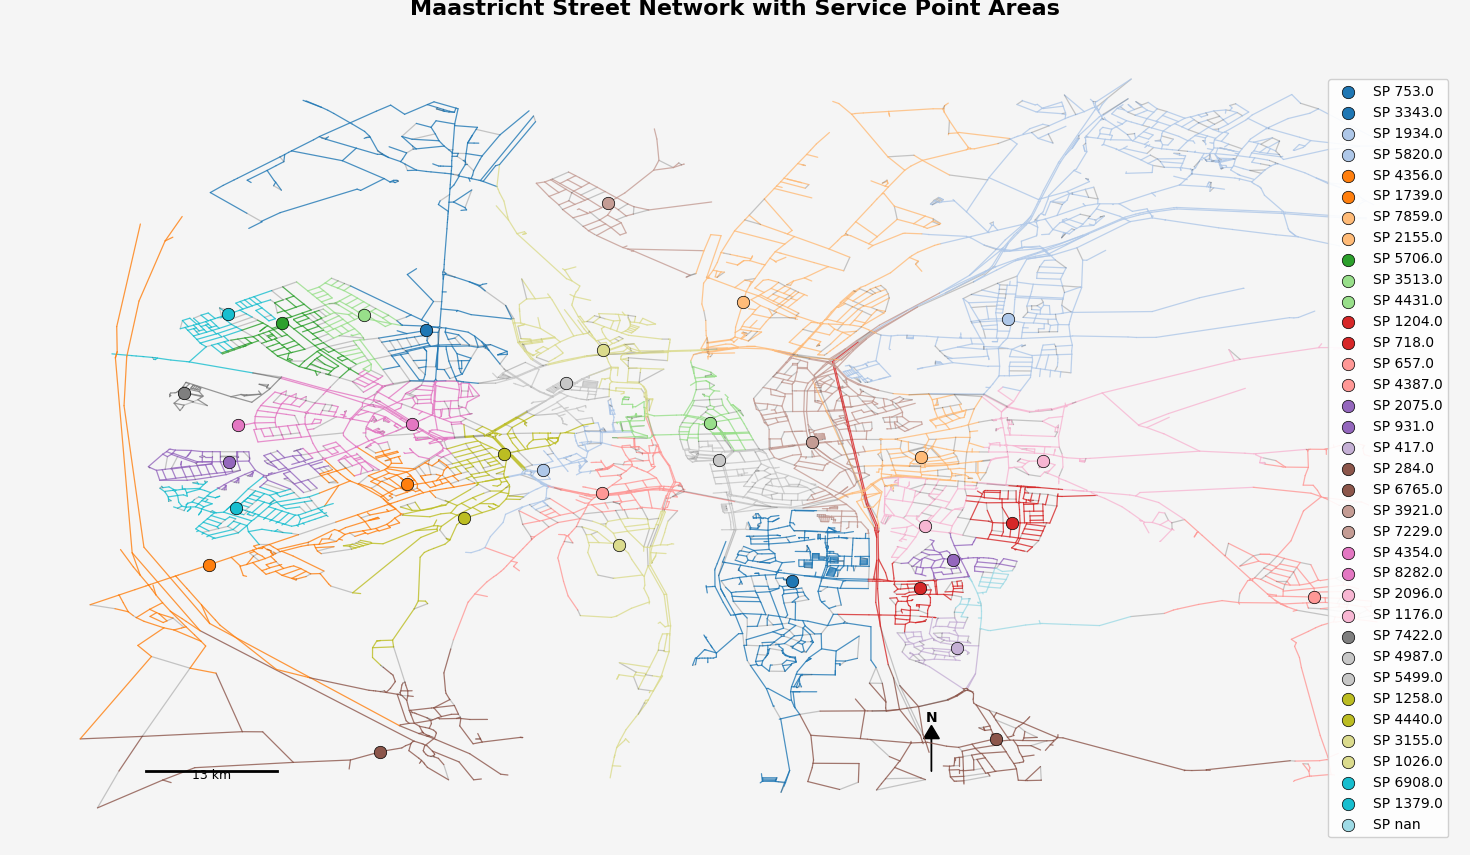 Maastricht Street Network with Service Point Areas
SP 753.0
SP 3343.0
SP 1934.0
SP 5820.0
SP 4356.0
SP 1739.0
SP 7859.0
SP 2155.0
SP 5706.0
SP 3513.0
SP 4431.0
SP 1204.0
SP 718.0
SP 657.0
SP 4387.0
SP 2075.0
SP 931.0
SP 417.0
SP 284.0
SP 6765.0
SP 3921.0
SP 7229.0
SP 4354.0
SP 8282.0
SP 2096.0
SP 1176.0
SP 7422.0
SP 4987.0
SP 5499.0
SP 1258.0
SP 4440.0
SP 3155.0
SP 1026.0
SP 6908.0
SP 1379.0
SP nan
N
13 km